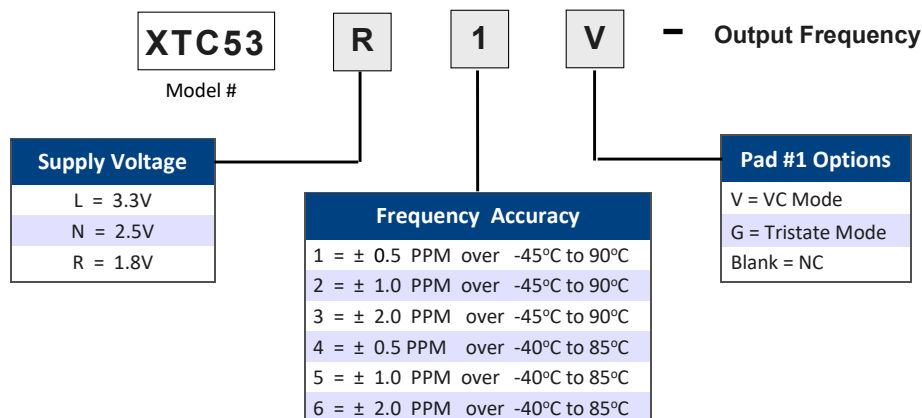 XTC53 R 1 V – Output Frequency
Model #
Supply Voltage
L = 3.3V
N = 2.5V
R = 1.8V
Frequency Accuracy
1 = ± 0.5 PPM over -45°C to 90°C
2 = ± 1.0 PPM over -45°C to 90°C
3 = ± 2.0 PPM over -45°C to 90°C
4 = ± 0.5 PPM over -40°C to 85°C
5 = ± 1.0 PPM over -40°C to 85°C
6 = ± 2.0 PPM over -40°C to 85°C
Pad #1 Options
V = VC Mode
G = Tristate Mode
Blank = NC